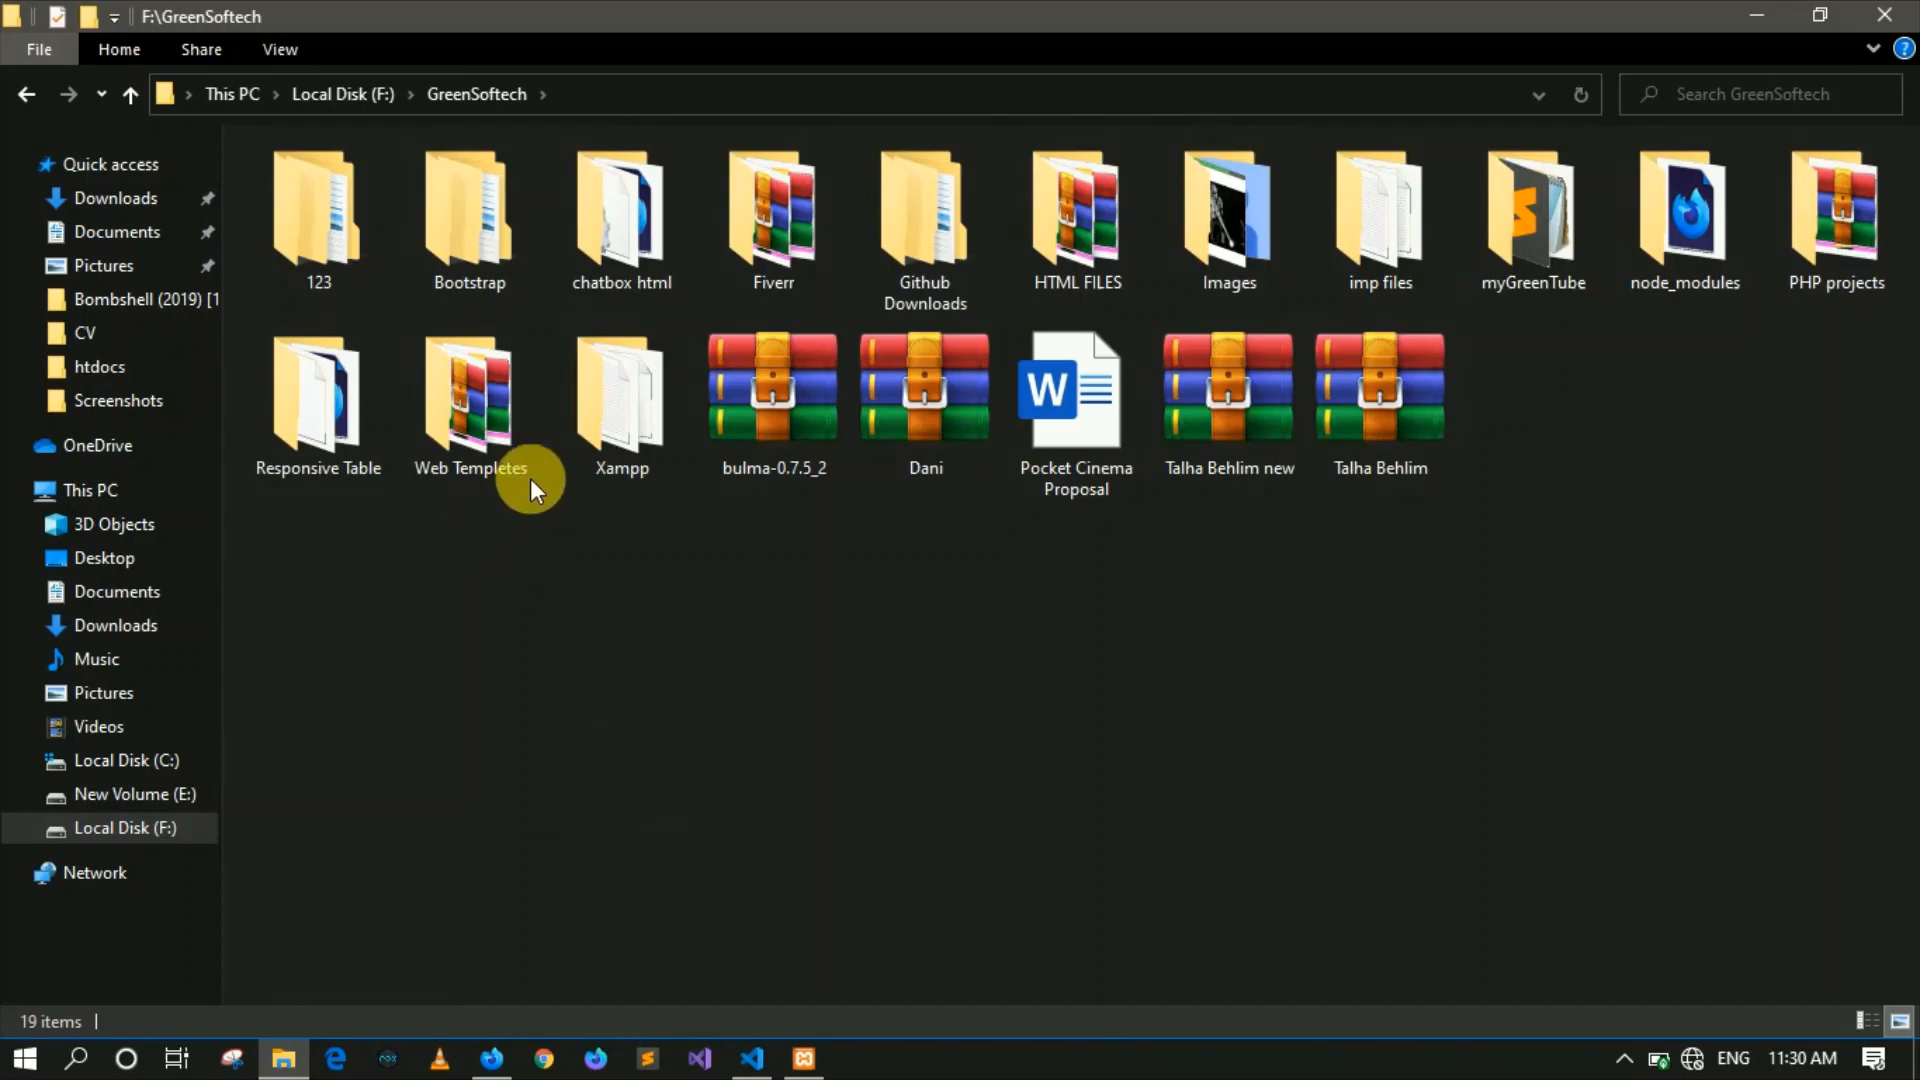 F:\GreenSoftech
File Home Share View
This PC Local Disk (F:) GreenSoftech
Search GreenSoftech
Quick access
Downloads
Documents
Pictures
Bombshell (2019) [1
CV
htdocs
Screenshots
OneDrive
This PC
3D Objects
Desktop
Documents
Downloads
Music
Pictures
Videos
Local Disk (C:)
New Volume (E:)
Local Disk (F:)
Network
123
Bootstrap
chatbox html
Fiverr
Github
Downloads
HTML FILES
Images
imp files
myGreenTube
node_modules
PHP projects
Responsive Table
Web Templetes
Xampp
bulma-0.7.5_2
Dani
W
Pocket Cinema
Proposal
Talha Behlim new
Talha Behlim
19 items
ENG 11:30 AM